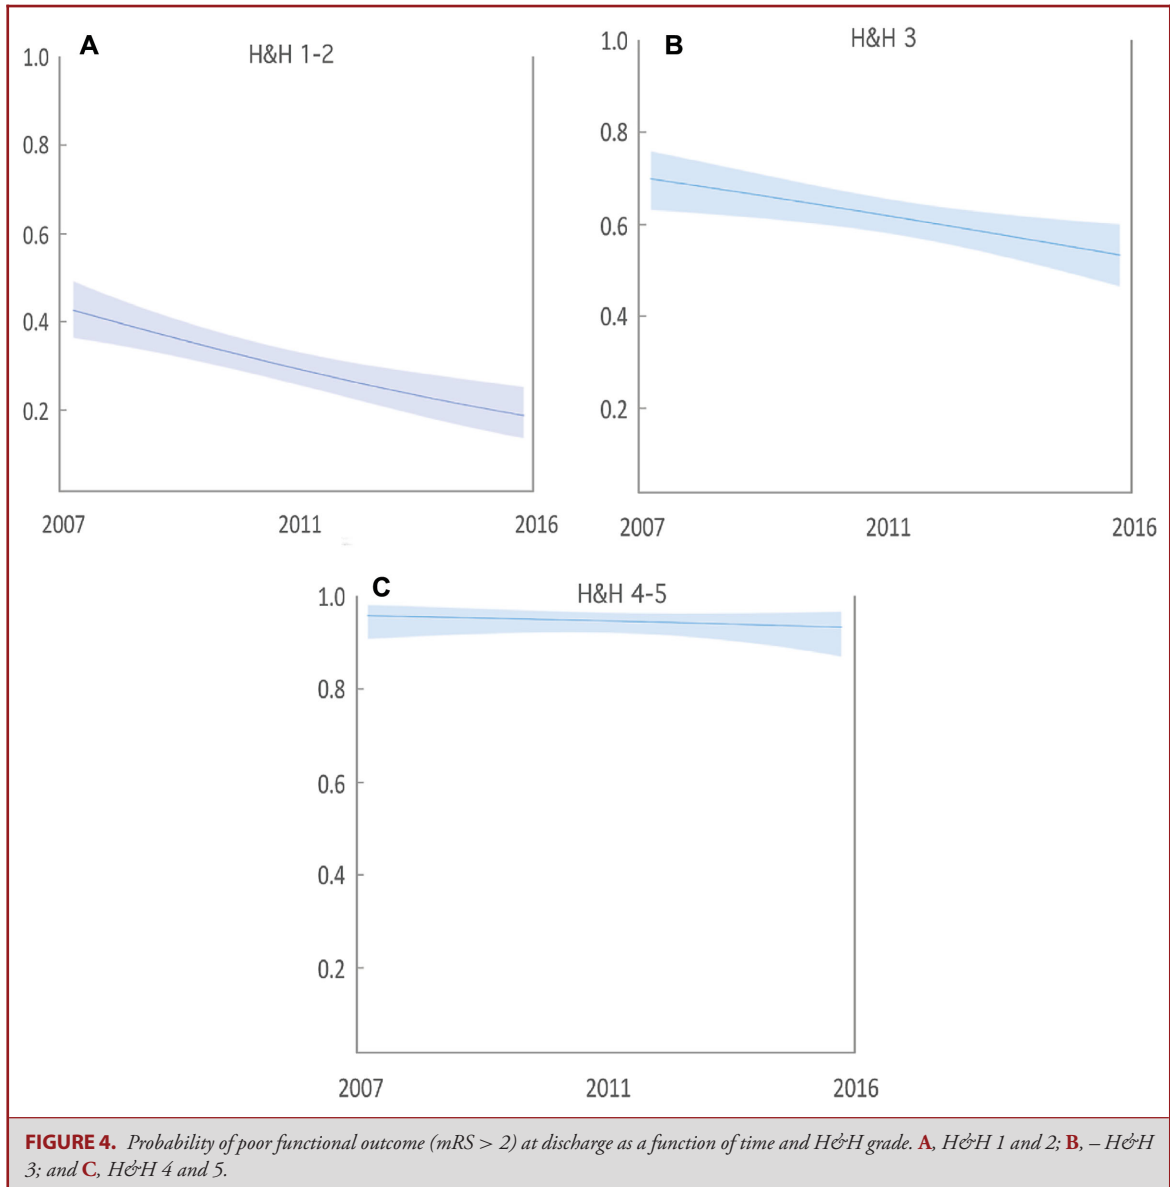 A
H&H 1-2
1.0
0.8
0.6
0.4
0.2
2007 2011 2016
B
H&H 3
1.0
0.8
0.6
0.4
0.2
2007 2011 2016
C
H&H 4-5
1.0
0.8
0.6
0.4
0.2
2007 2011 2016
FIGURE 4. Probability of poor functional outcome (mRS > 2) at discharge as a function of time and H&H grade. A, H&H 1 and 2; B, – H&H
3; and C, H&H 4 and 5.